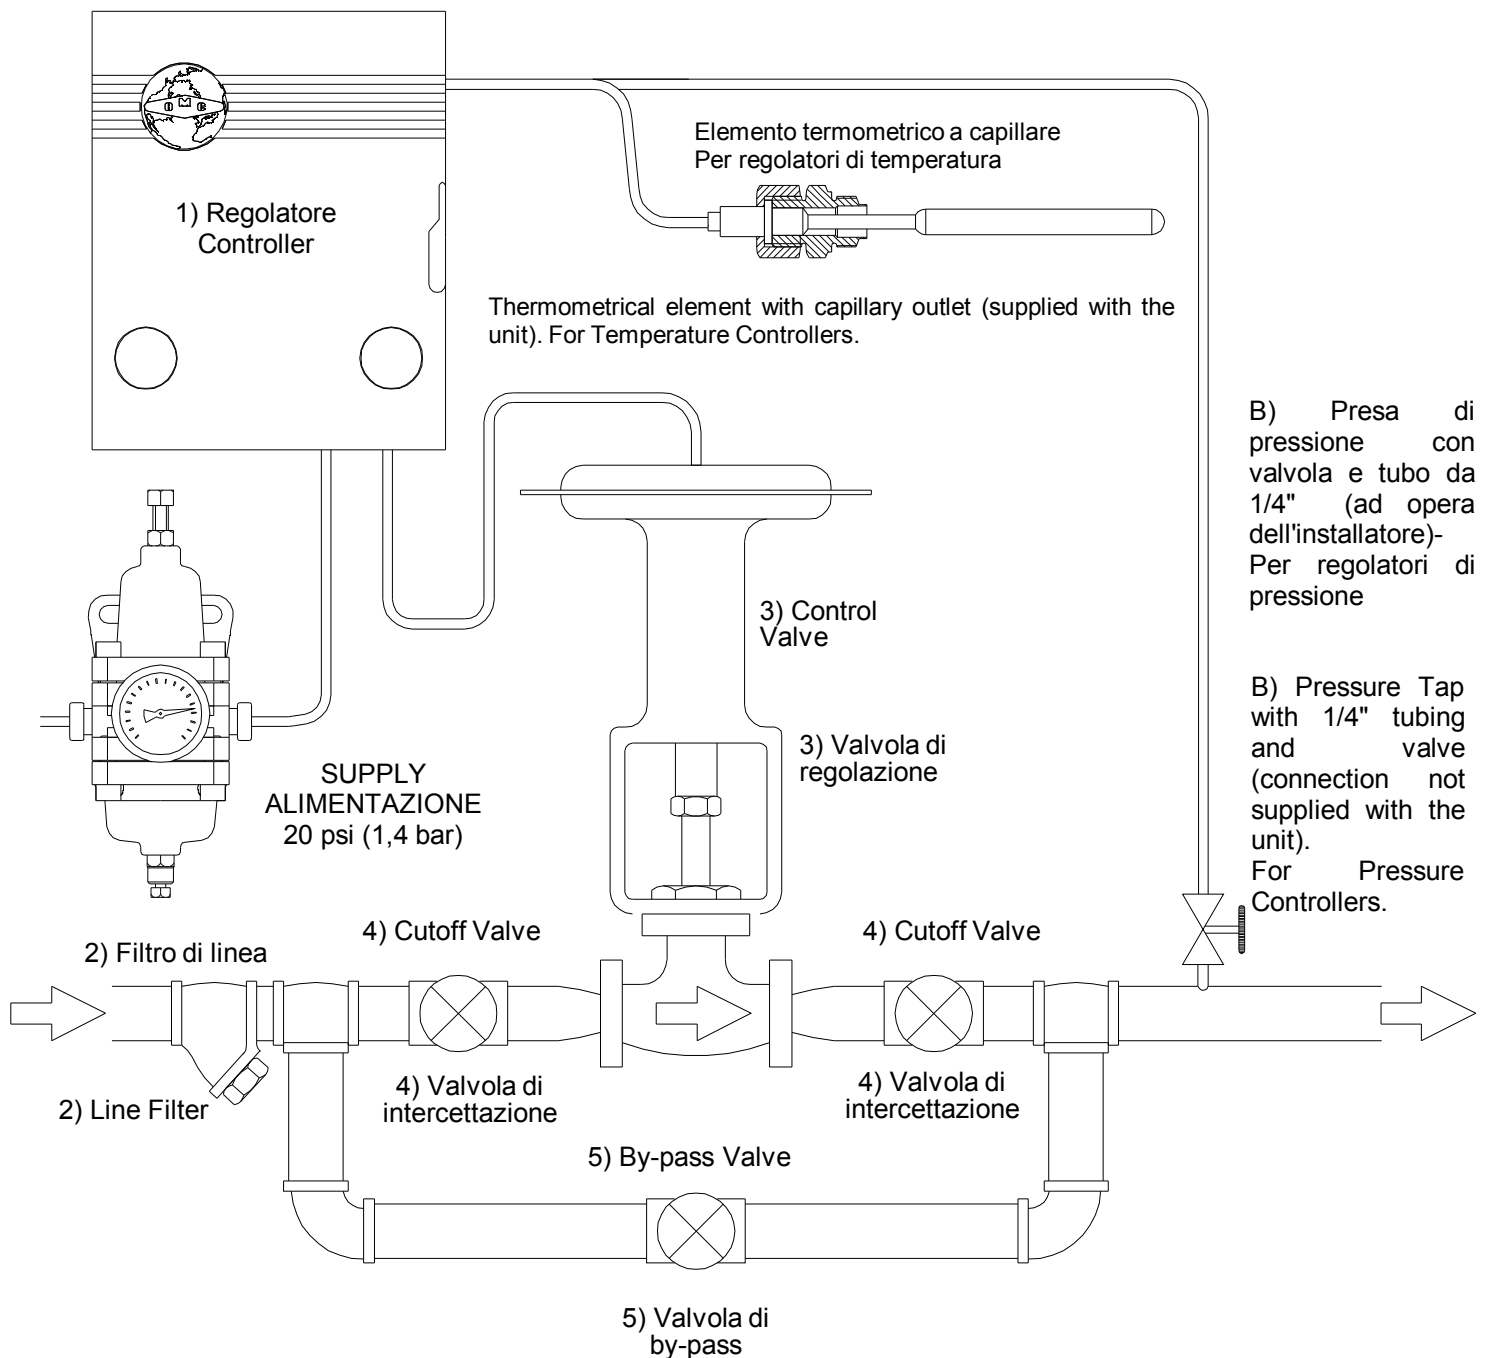 O M C
Elemento termometrico a capillare
Per regolatori di temperatura
1) Regolatore
Controller
Thermometrical element with capillary outlet (supplied with the
unit). For Temperature Controllers.
B) Presa di
pressione con
valvola e tubo da
1/4" (ad opera
dell'installatore)-
Per regolatori di
pressione
3) Control
Valve
B) Pressure Tap
with 1/4" tubing
and valve
(connection not
supplied with the
unit).
For Pressure
Controllers.
3) Valvola di
regolazione
SUPPLY
ALIMENTAZIONE
20 psi (1,4 bar)
4) Cutoff Valve
4) Cutoff Valve
2) Filtro di linea
2) Line Filter
4) Valvola di
intercettazione
4) Valvola di
intercettazione
5) By-pass Valve
5) Valvola di
by-pass